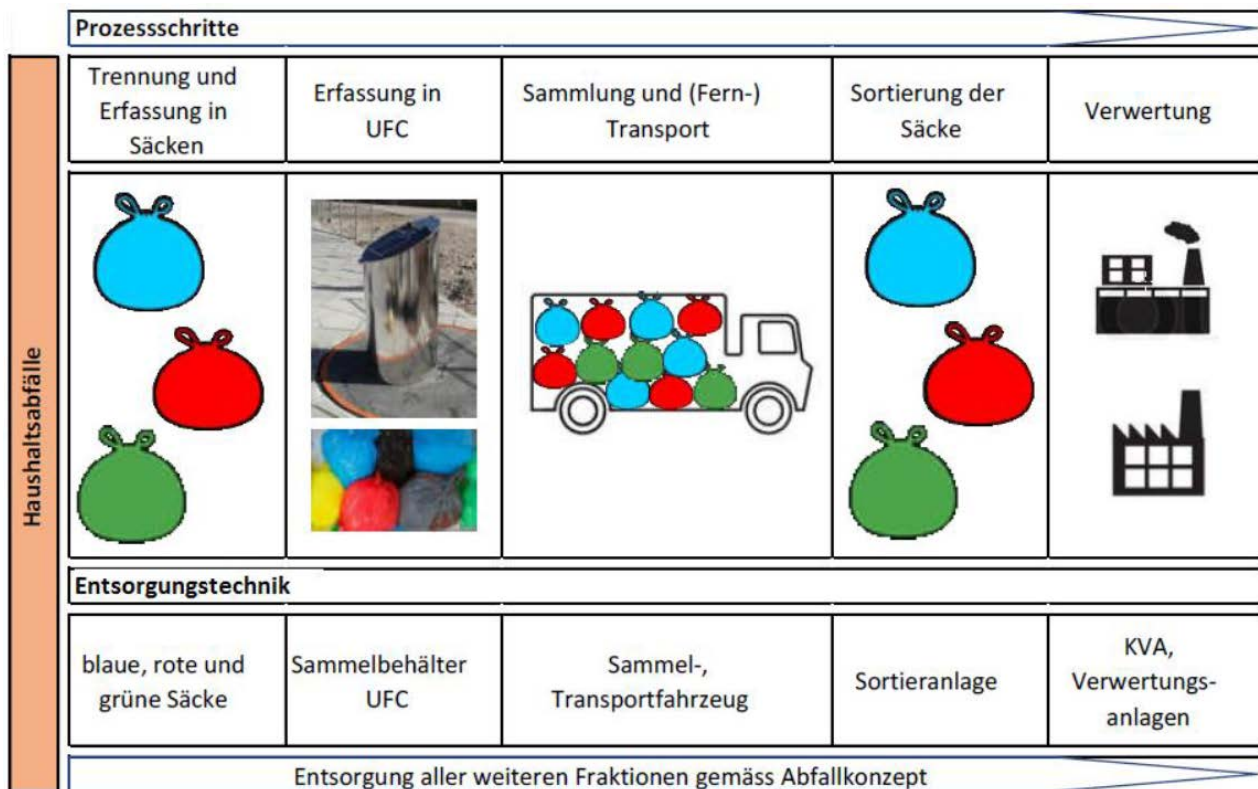 Prozessschritte
Haushaltsabfälle
Trennung und
Erfassung in
Säcken
Erfassung in
UFC
Sammlung und (Fern-)
Transport
Sortierung der
Säcke
Verwertung
Entsorgungstechnik
blaue, rote und
grüne Säcke
Sammelbehälter
UFC
Sammel-,
Transportfahrzeug
Sortieranlage
KVA,
Verwertungs-
anlagen
Entsorgung aller weiteren Fraktionen gemäss Abfallkonzept